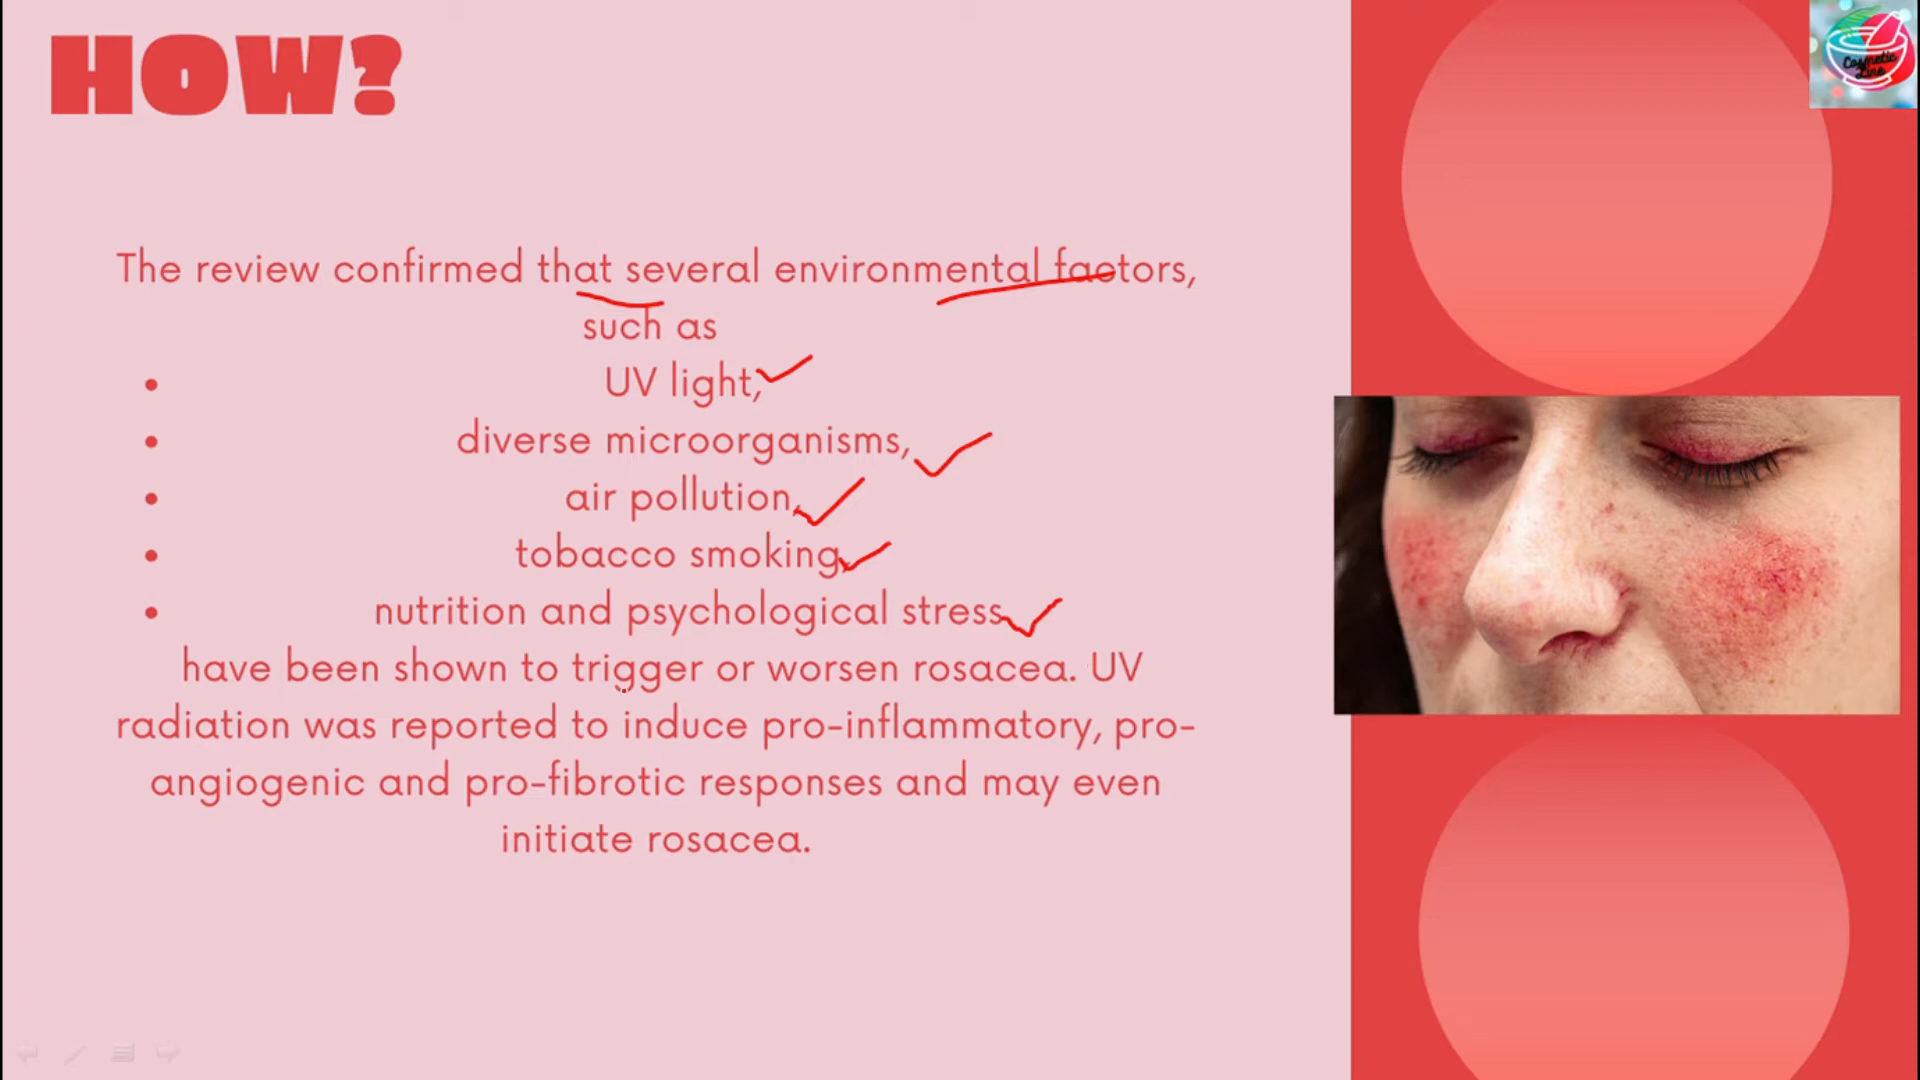 HOW?
Cosmetic
Line
The review confirmed that several environmental factors,
such as
• UV light,
• diverse microorganisms,
• air pollution,
• tobacco smoking,
• nutrition and psychological stress
have been shown to trigger or worsen rosacea. UV
radiation was reported to induce pro-inflammatory, pro-
angiogenic and pro-fibrotic responses and may even
initiate rosacea.